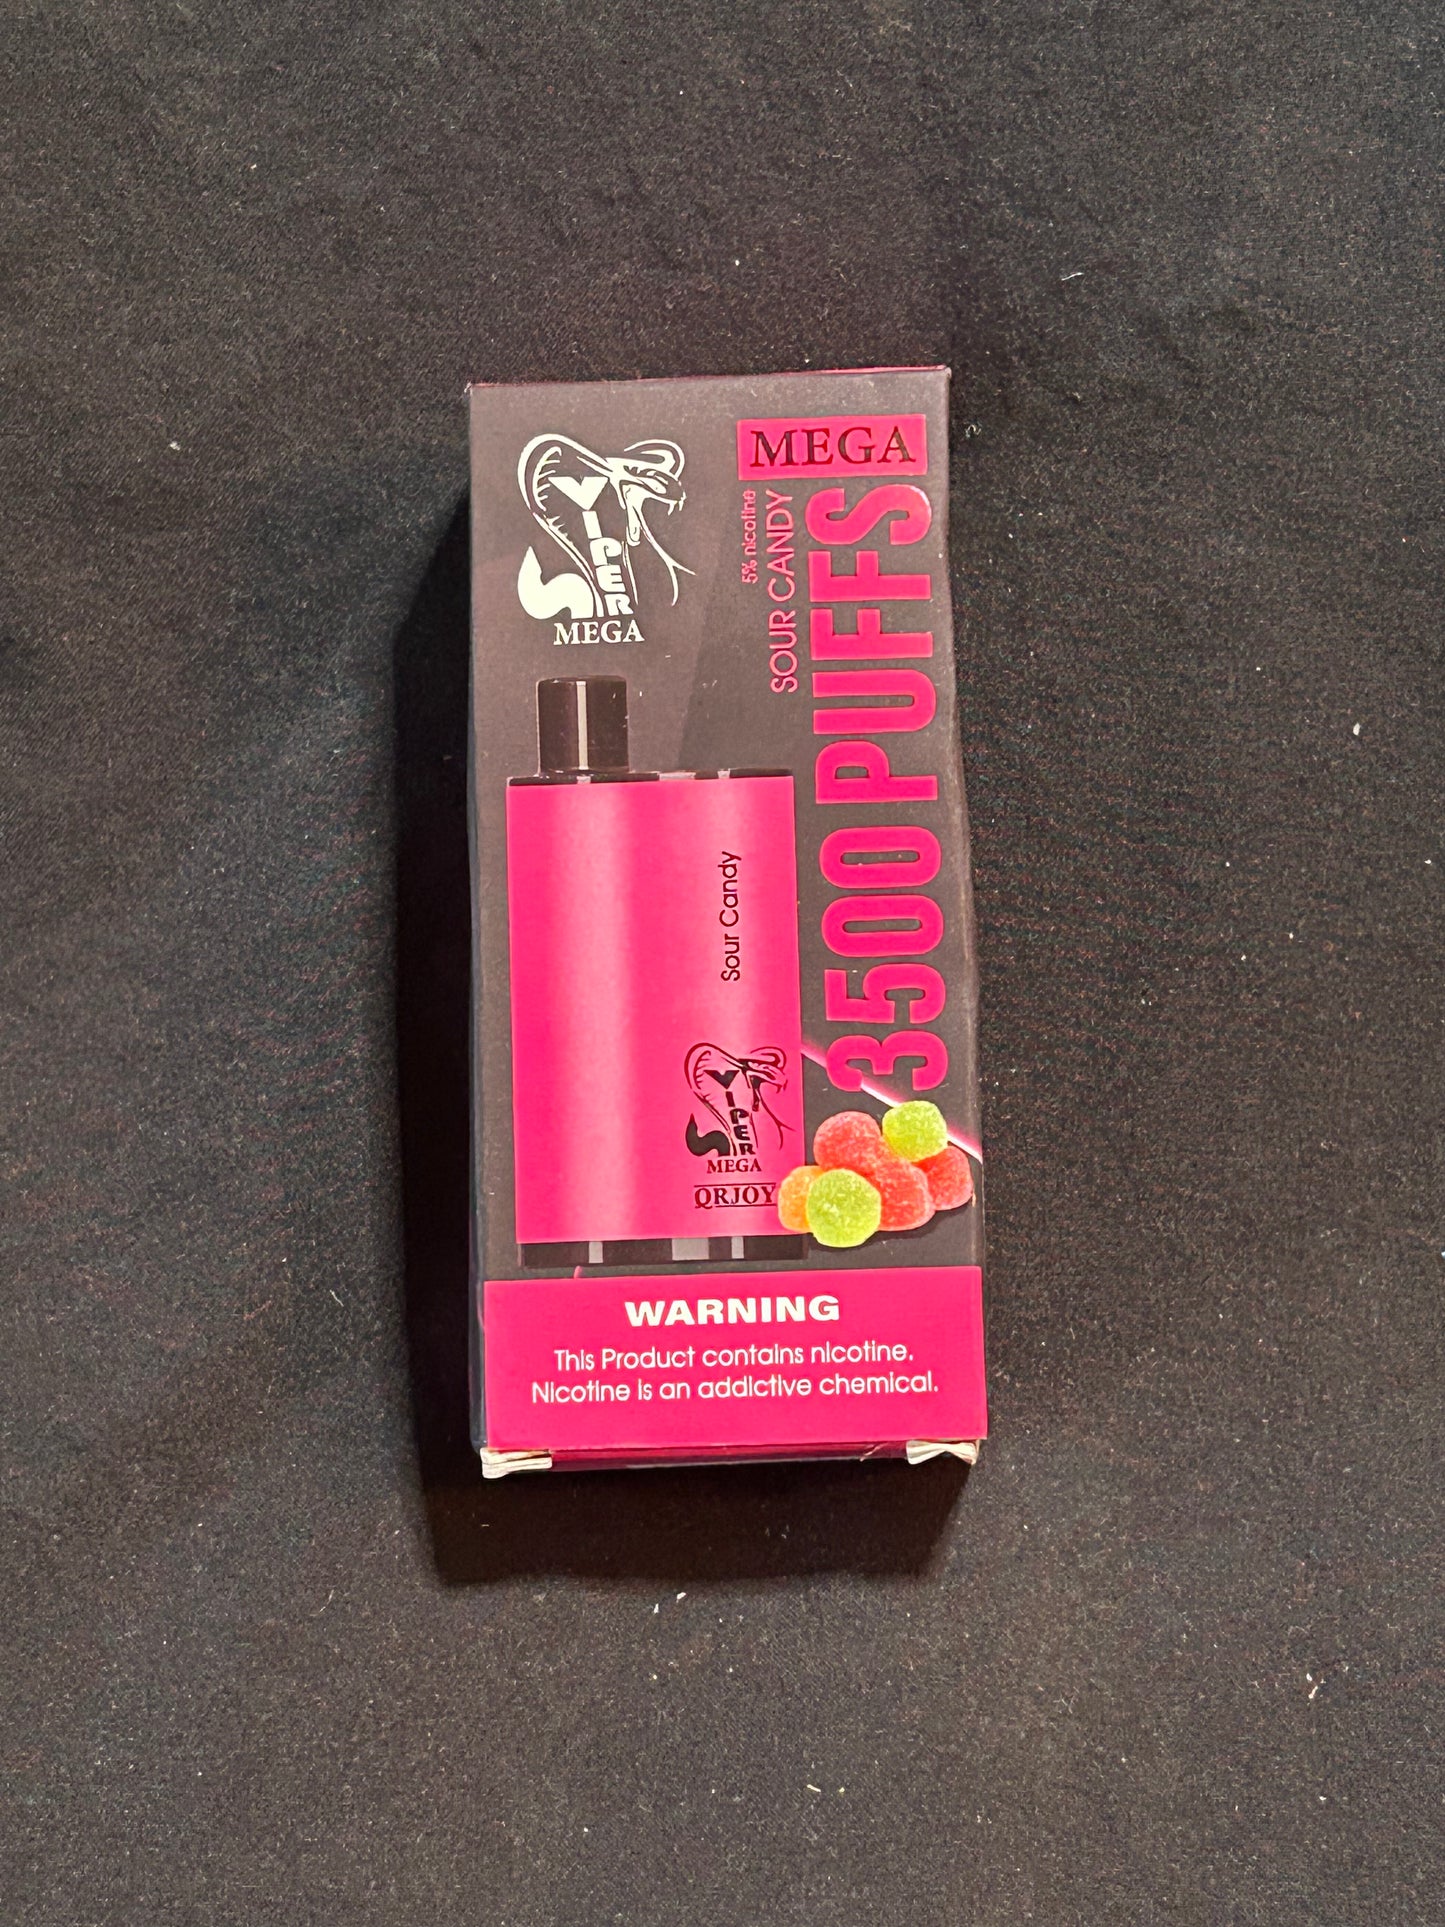 VIPER
MEGA
MEGA
5% nicotine
SOUR CANDY
3500 PUFFS
Sour Candy
VIPER
MEGA
QRJOY
WARNING
This Product contains nicotine.
Nicotine is an addictive chemical.